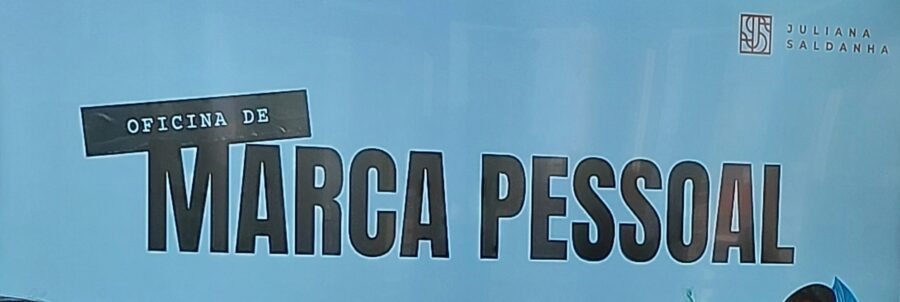 JULIANA
SALDANHA
OFICINA DE
MARCA PESSOAL